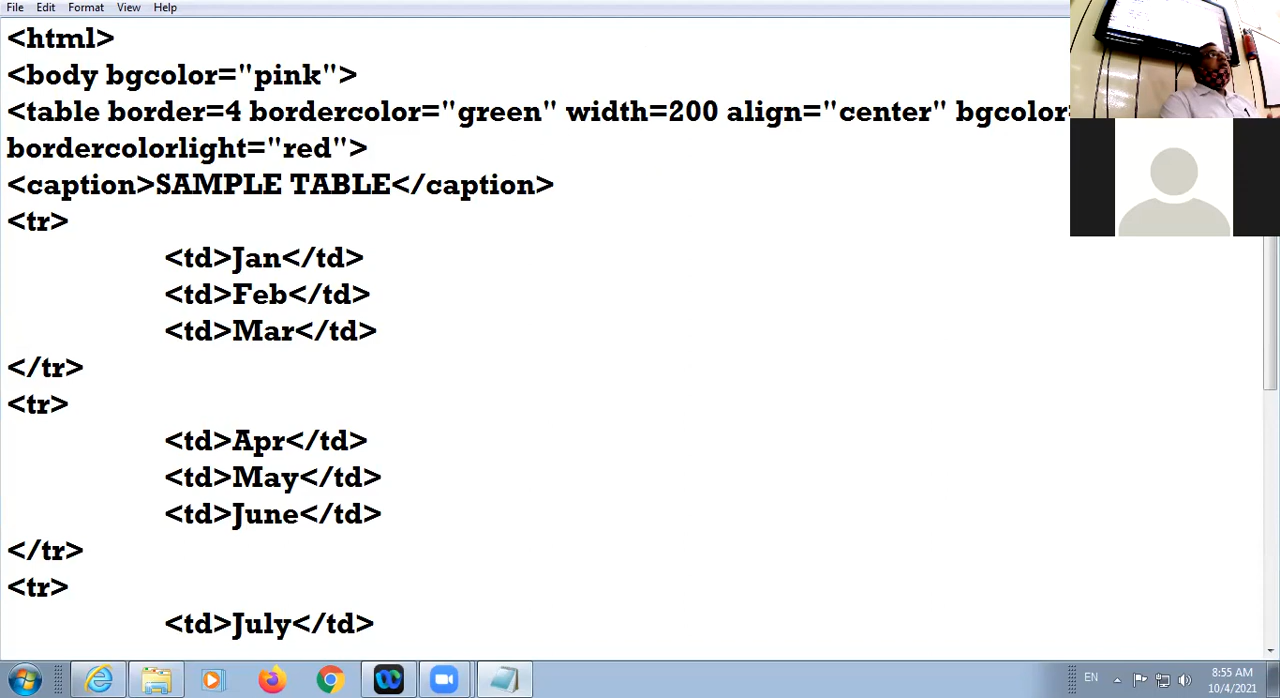 File Edit Format View Help
<html>
<body bgcolor="pink">
<table border=4 bordercolor="green" width=200 align="center" bgcolor=
bordercolorlight="red">
<caption>SAMPLE TABLE</caption>
<tr>
<td>Jan</td>
<td>Feb</td>
<td>Mar</td>
</tr>
<tr>
<td>Apr</td>
<td>May</td>
<td>June</td>
</tr>
<tr>
<td>July</td>
EN
8:55 AM
10/4/2021